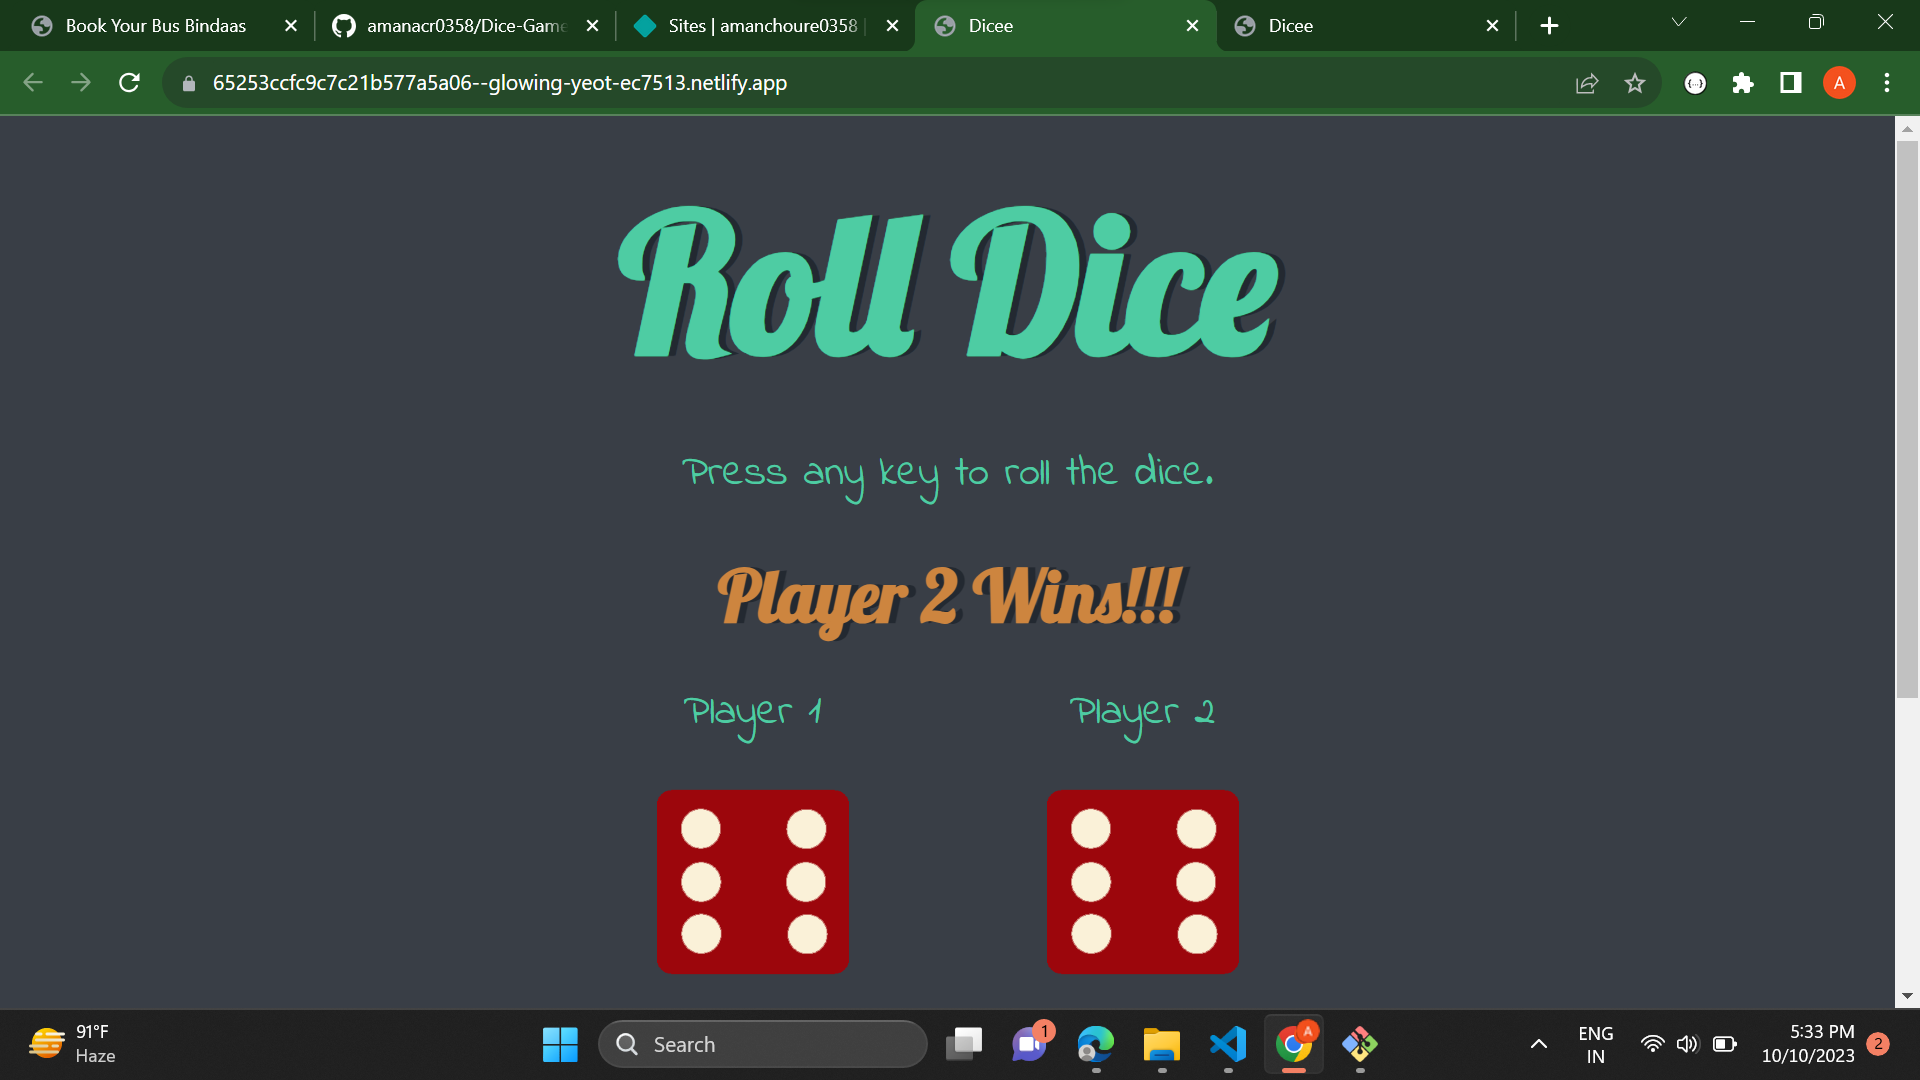 Book Your Bus Bindaas
amanacr0358/Dice-Game
Sites | amanchoure0358 |
Dicee
Dicee
65253ccfc9c7c21b577a5a06--glowing-yeot-ec7513.netlify.app
A
Roll Dice
Press any key to roll the dice.
Player 2 Wins!!!
Player 1
Player 2
91°F
Haze
Search
1
A
ENG
IN
5:33 PM
10/10/2023
2